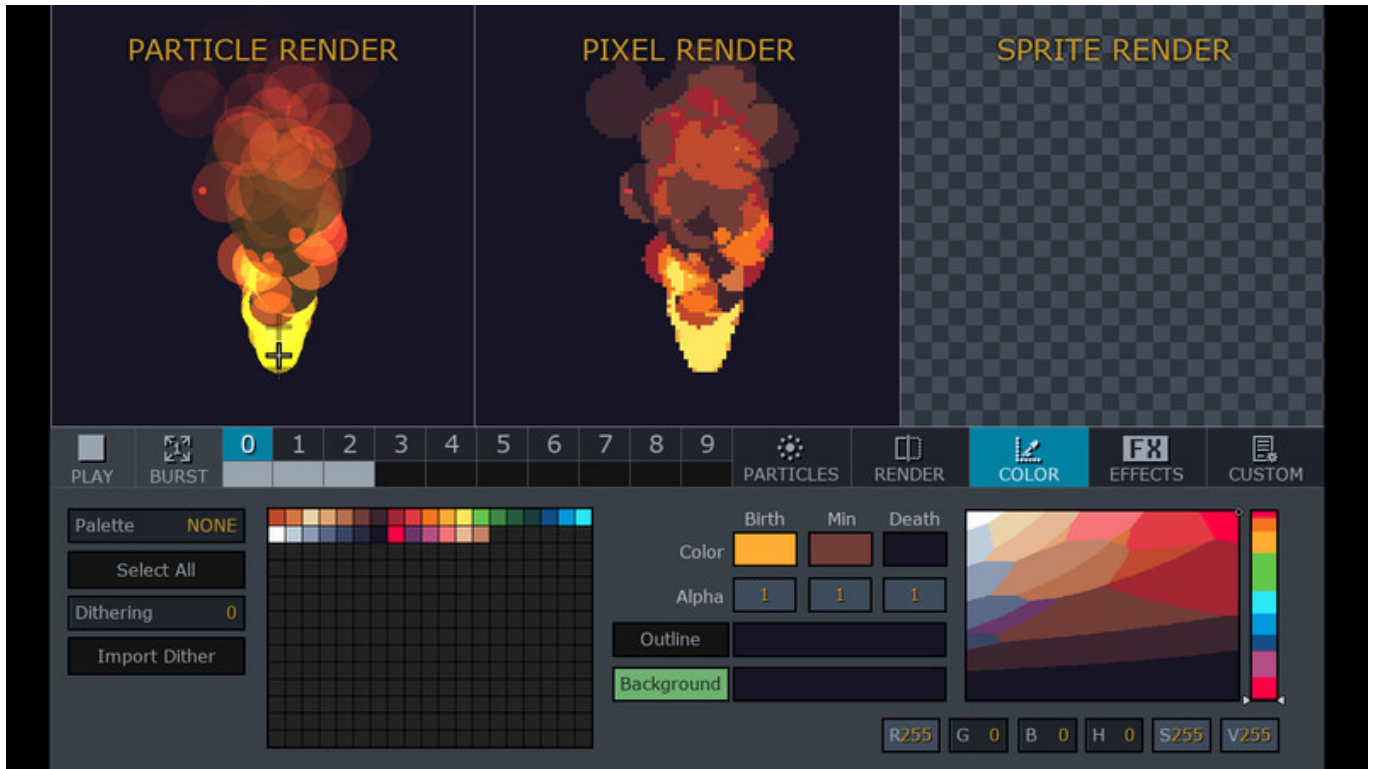 PARTICLE RENDER PIXEL RENDER SPRITE RENDER
0 1 2 3 4 5 6 7 8 9
PLAY 1 BURST PARTICLES RENDER COLOR FX EFFECTS CUSTOM
Palette NONE Birth Min Death
Select All Color
Dithering 0 Alpha 1 1 1
Import Dither Outline
Background
R255 G 0 B 0 H 0 S255 V255